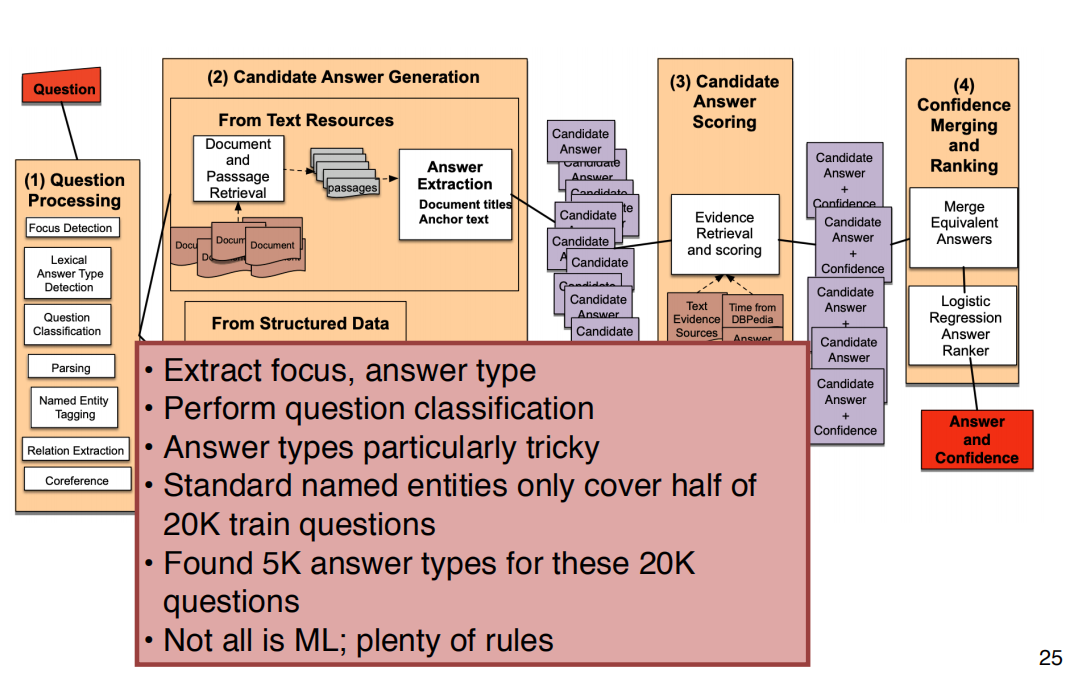 Question
(1) Question
Processing
Focus Detection
Lexical
Answer Type
Detection
Question
Classification
Parsing
Named Entity
Tagging
Relation Extraction
Coreference
(2) Candidate Answer Generation
From Text Resources
Document
and
Passsage
Retrieval
passages
Docum
Document
Answer
Extraction
Document titles
Anchor text
From Structured Data
Candidate
Answer
Candidate
Answer
Candidate
Candidate
Candidate
Candidate
Candidate
Answer
Candidate
(3) Candidate
Answer
Scoring
Evidence
Retrieval
and scoring
Text
Evidence
Sources
Time from
DBPedia
Answer
Candidate
Answer
+
Confidence
Candidate
Answer
+
Confidence
Candidate
Answer
+
Candidate
Answer
Candidate
Answer
+
Confidence
(4)
Confidence
Merging
and
Ranking
Merge
Equivalent
Answers
Logistic
Regression
Answer
Ranker
Answer
and
Confidence
• Extract focus, answer type
• Perform question classification
• Answer types particularly tricky
• Standard named entities only cover half of
20K train questions
• Found 5K answer types for these 20K
questions
• Not all is ML; plenty of rules
25